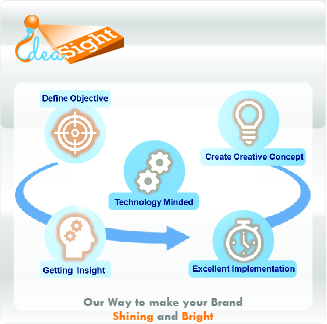 ideaSight
Define Objective
Create Creative Concept
Technology Minded
Getting Insight
Excellent Implementation
Our Way to make your Brand
Shining and Bright